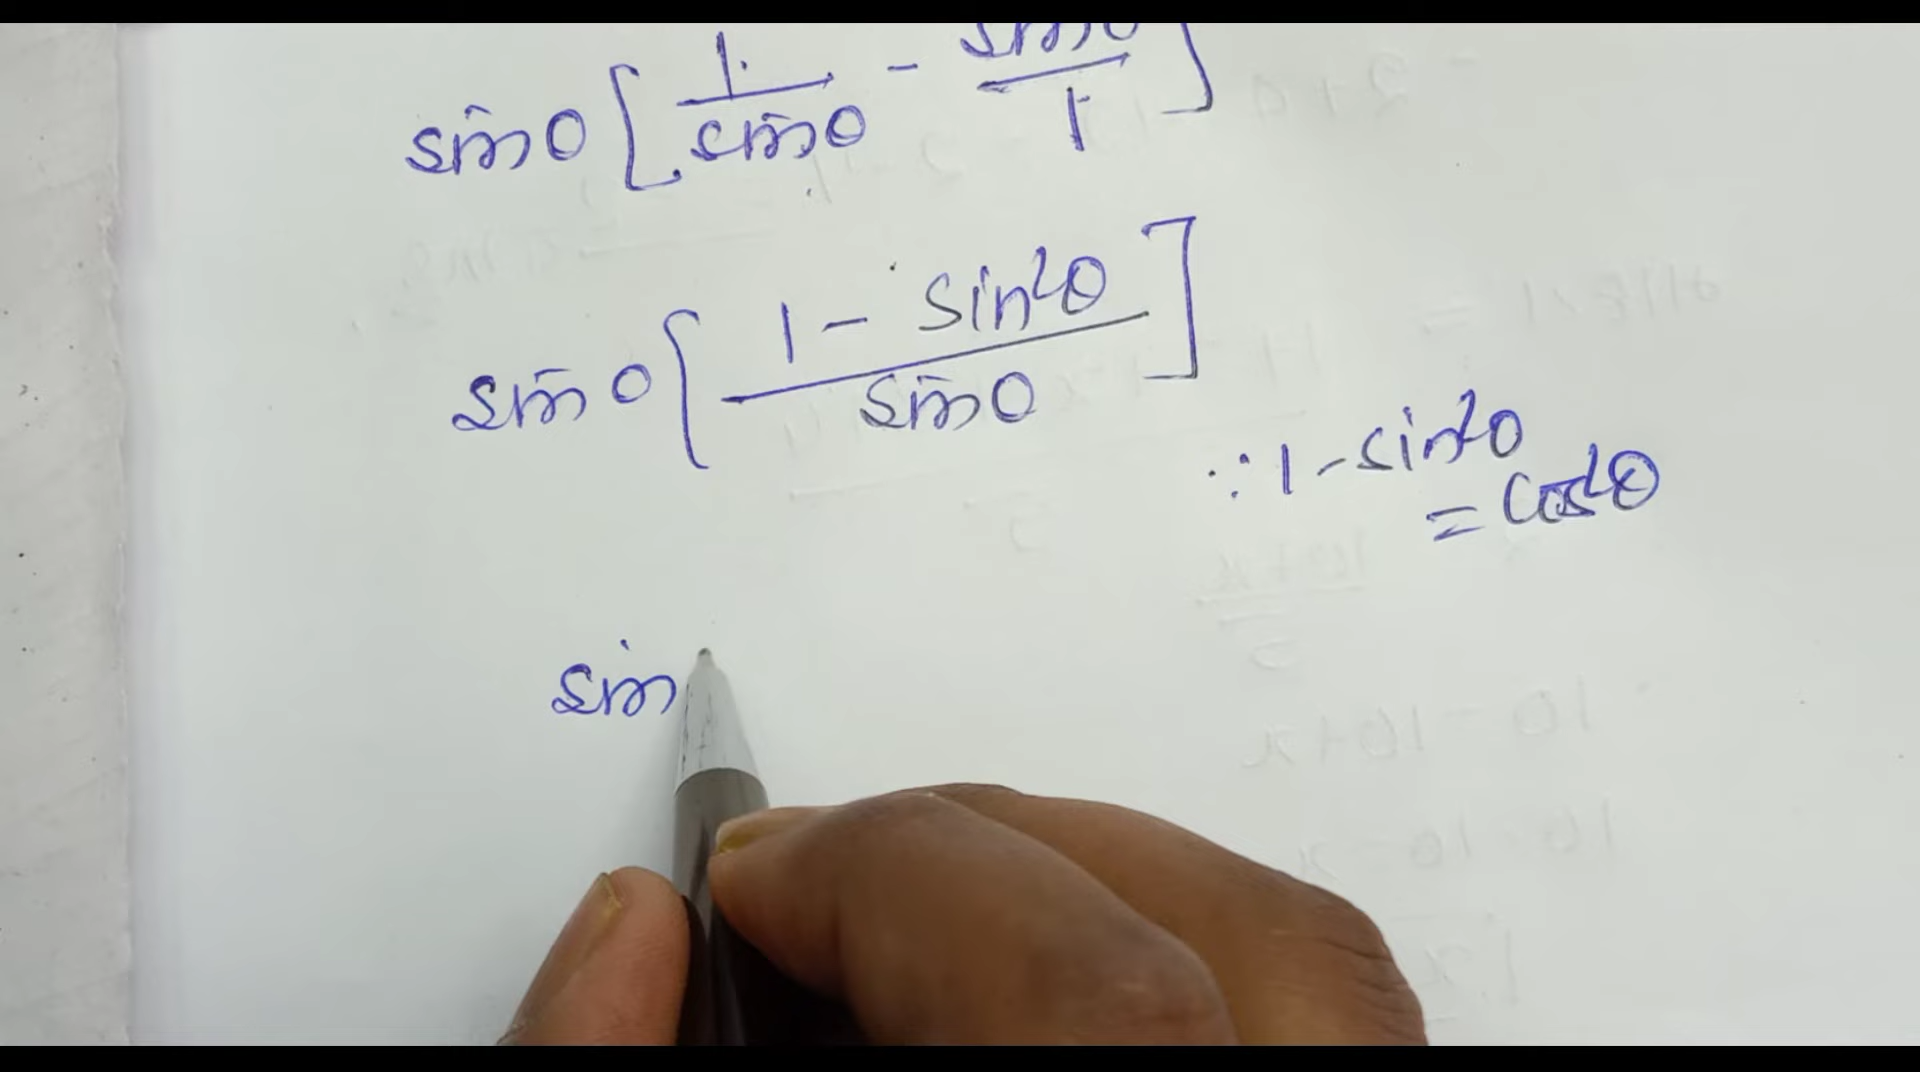 sinθ [ 1/sinθ - sinθ/1 ]
sinθ [ (1 - sin²θ)/sinθ ]
∵ 1 - sin²θ
= cos²θ
sin